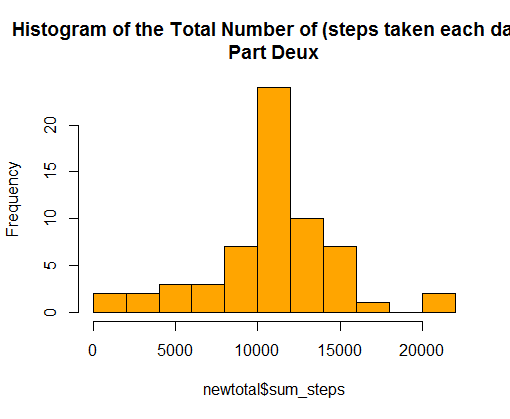 Histogram of the Total Number of (steps taken each da
Part Deux
Frequency
20
15
10
5
0
0 5000 10000 15000 20000
newtotal$sum_steps